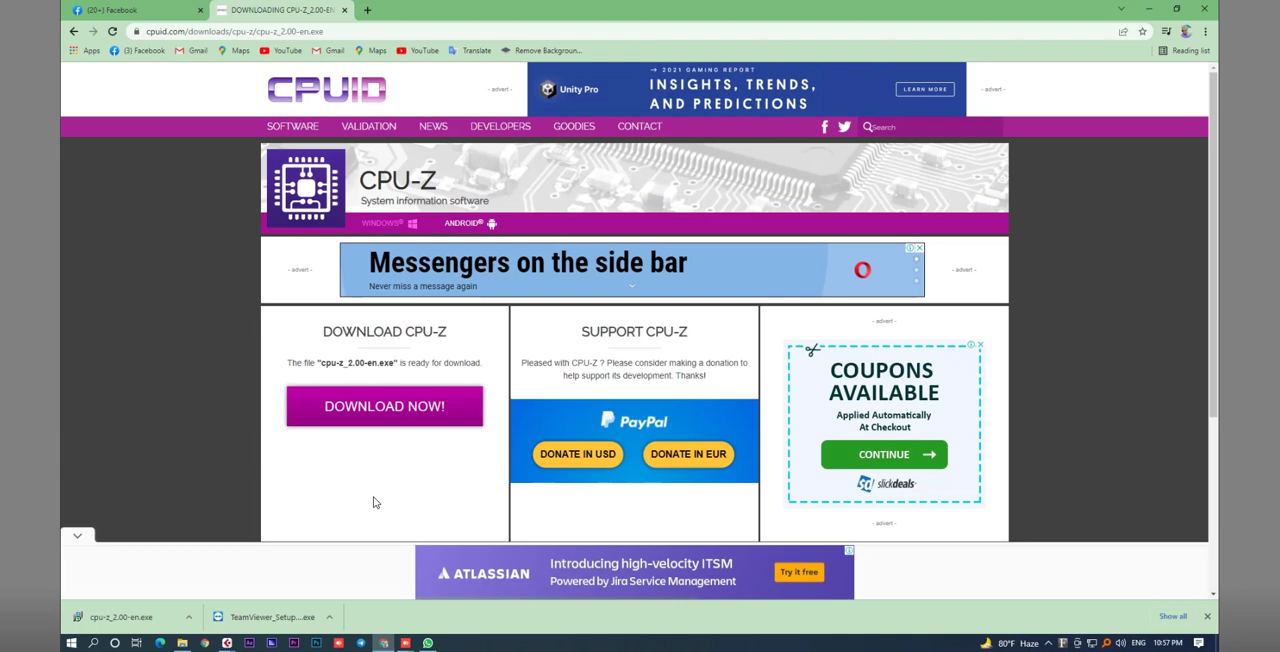 (20+) Facebook
DOWNLOADING CPU-Z_2.00-EN
cpuid.com/downloads/cpu-z/cpu-z_2.00-en.exe
Apps (3) Facebook Gmail Maps YouTube Gmail Maps YouTube Translate Remove Backgroun... Reading list
CPUID
- advert -
→ 2021 GAMING REPORT
INSIGHTS, TRENDS,
AND PREDICTIONS
Unity Pro
LEARN MORE
- advert -
SOFTWARE VALIDATION NEWS DEVELOPERS GOODIES CONTACT Search
CPU-Z
System information software
WINDOWS® ANDROID®
- advert -
Messengers on the side bar
Never miss a message again
- advert -
DOWNLOAD CPU-Z
The file "cpu-z_2.00-en.exe" is ready for download.
DOWNLOAD NOW!
SUPPORT CPU-Z
Pleased with CPU-Z ? Please consider making a donation to
help support its development. Thanks!
PayPal
DONATE IN USD DONATE IN EUR
- advert -
COUPONS
AVAILABLE
Applied Automatically
At Checkout
CONTINUE →
sd slickdeals
- advert -
ATLASSIAN
Introducing high-velocity ITSM
Powered by Jira Service Management
Try it free
cpu-z_2.00-en.exe TeamViewer_Setup....exe Show all
Ae Pr Ps 80°F Haze ENG 10:57 PM